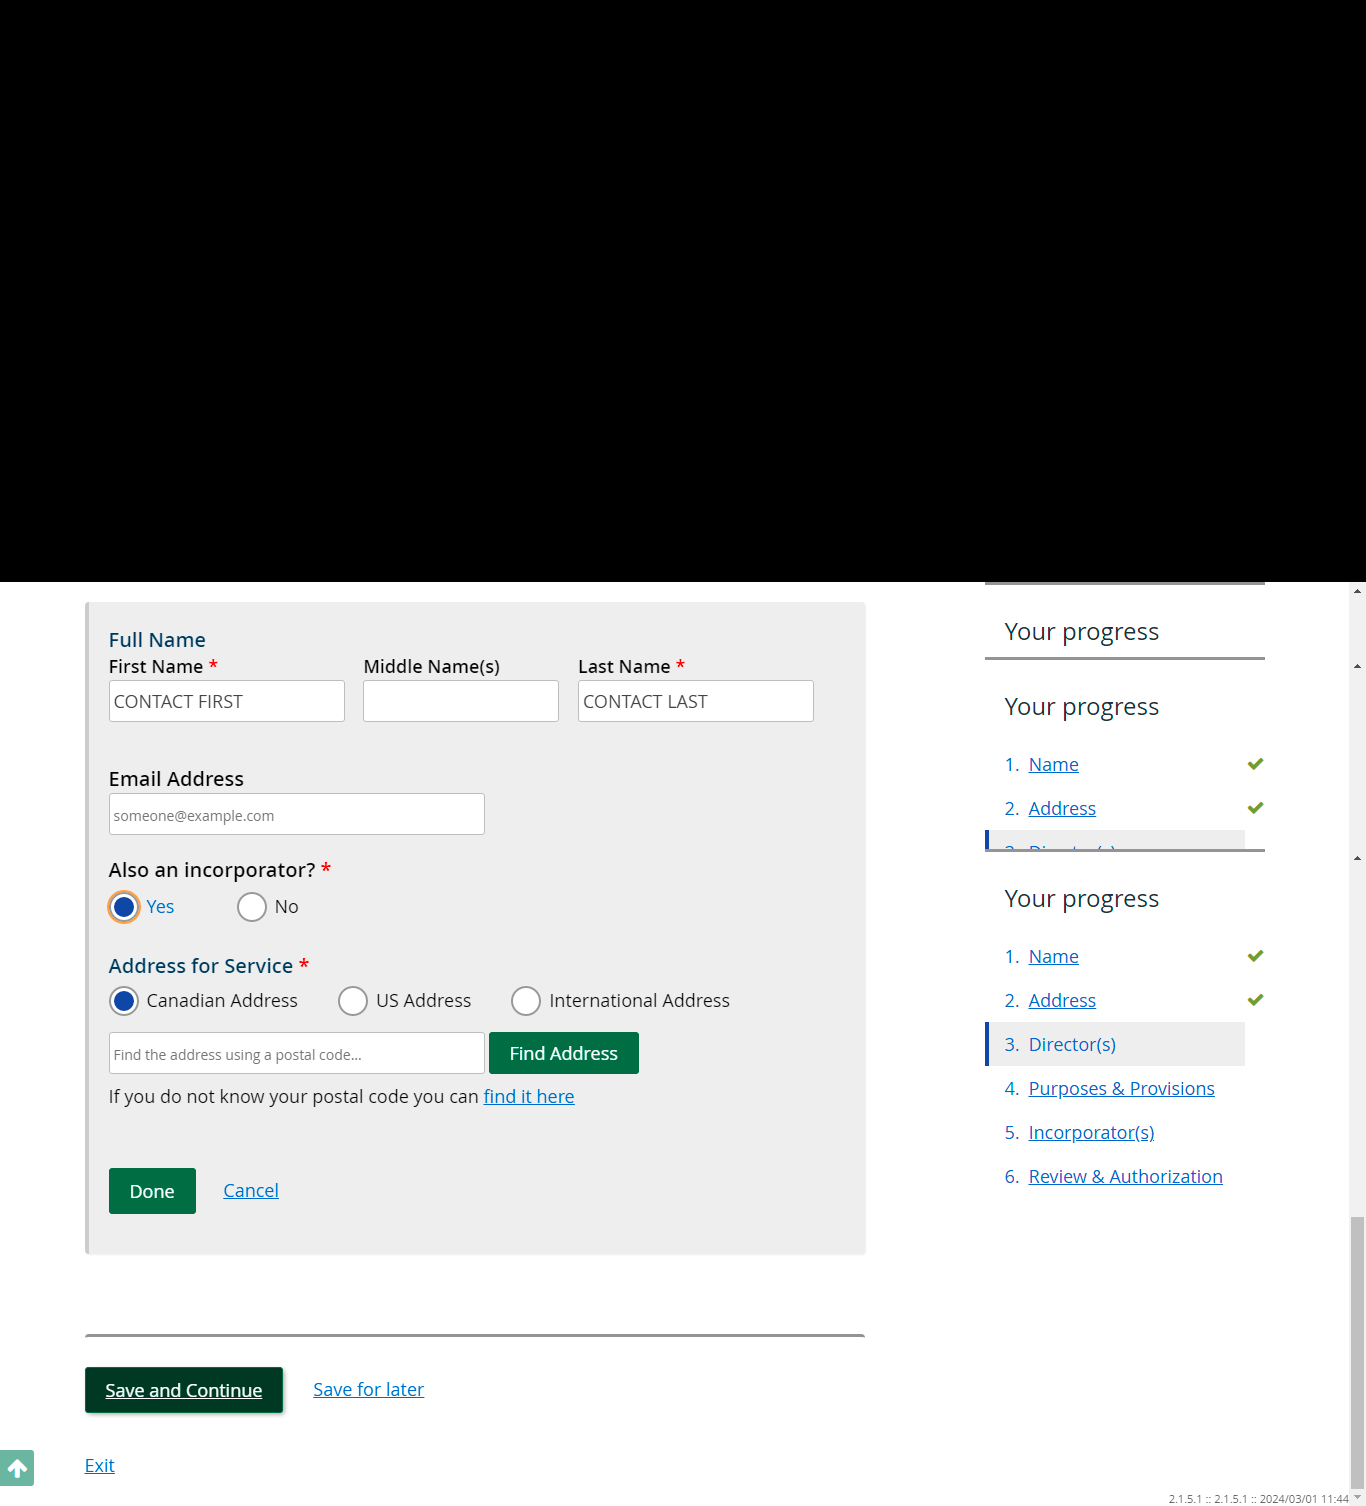 Full Name
First Name * Middle Name(s) Last Name *
CONTACT FIRST CONTACT LAST
Email Address
someone@example.com
Also an incorporator? *
Yes No
Address for Service *
Canadian Address US Address International Address
Find the address using a postal code... Find Address
If you do not know your postal code you can find it here
Done Cancel
Save and Continue Save for later
Exit
Your progress
Your progress
1. Name
2. Address
Your progress
1. Name
2. Address
3. Director(s)
4. Purposes & Provisions
5. Incorporator(s)
6. Review & Authorization
2.1.5.1 :: 2.1.5.1 :: 2024/03/01 11:44